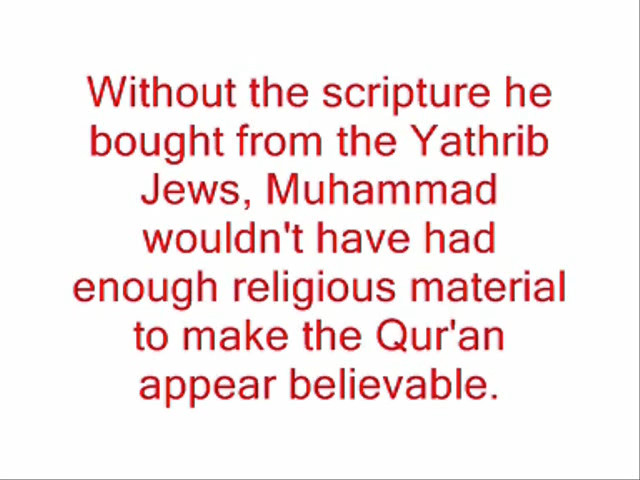 Without the scripture he
bought from the Yathrib
Jews, Muhammad
wouldn't have had
enough religious material
to make the Qur'an
appear believable.